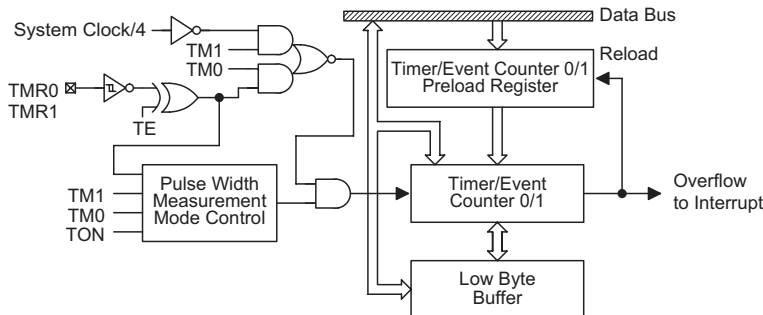 Data Bus
System Clock/4
TM1
TM0
Timer/Event Counter 0/1
Preload Register
Reload
TMR0
TMR1
TE
TM1
TM0
TON
Pulse Width
Measurement
Mode Control
Timer/Event
Counter 0/1
Overflow
to Interrupt
Low Byte
Buffer